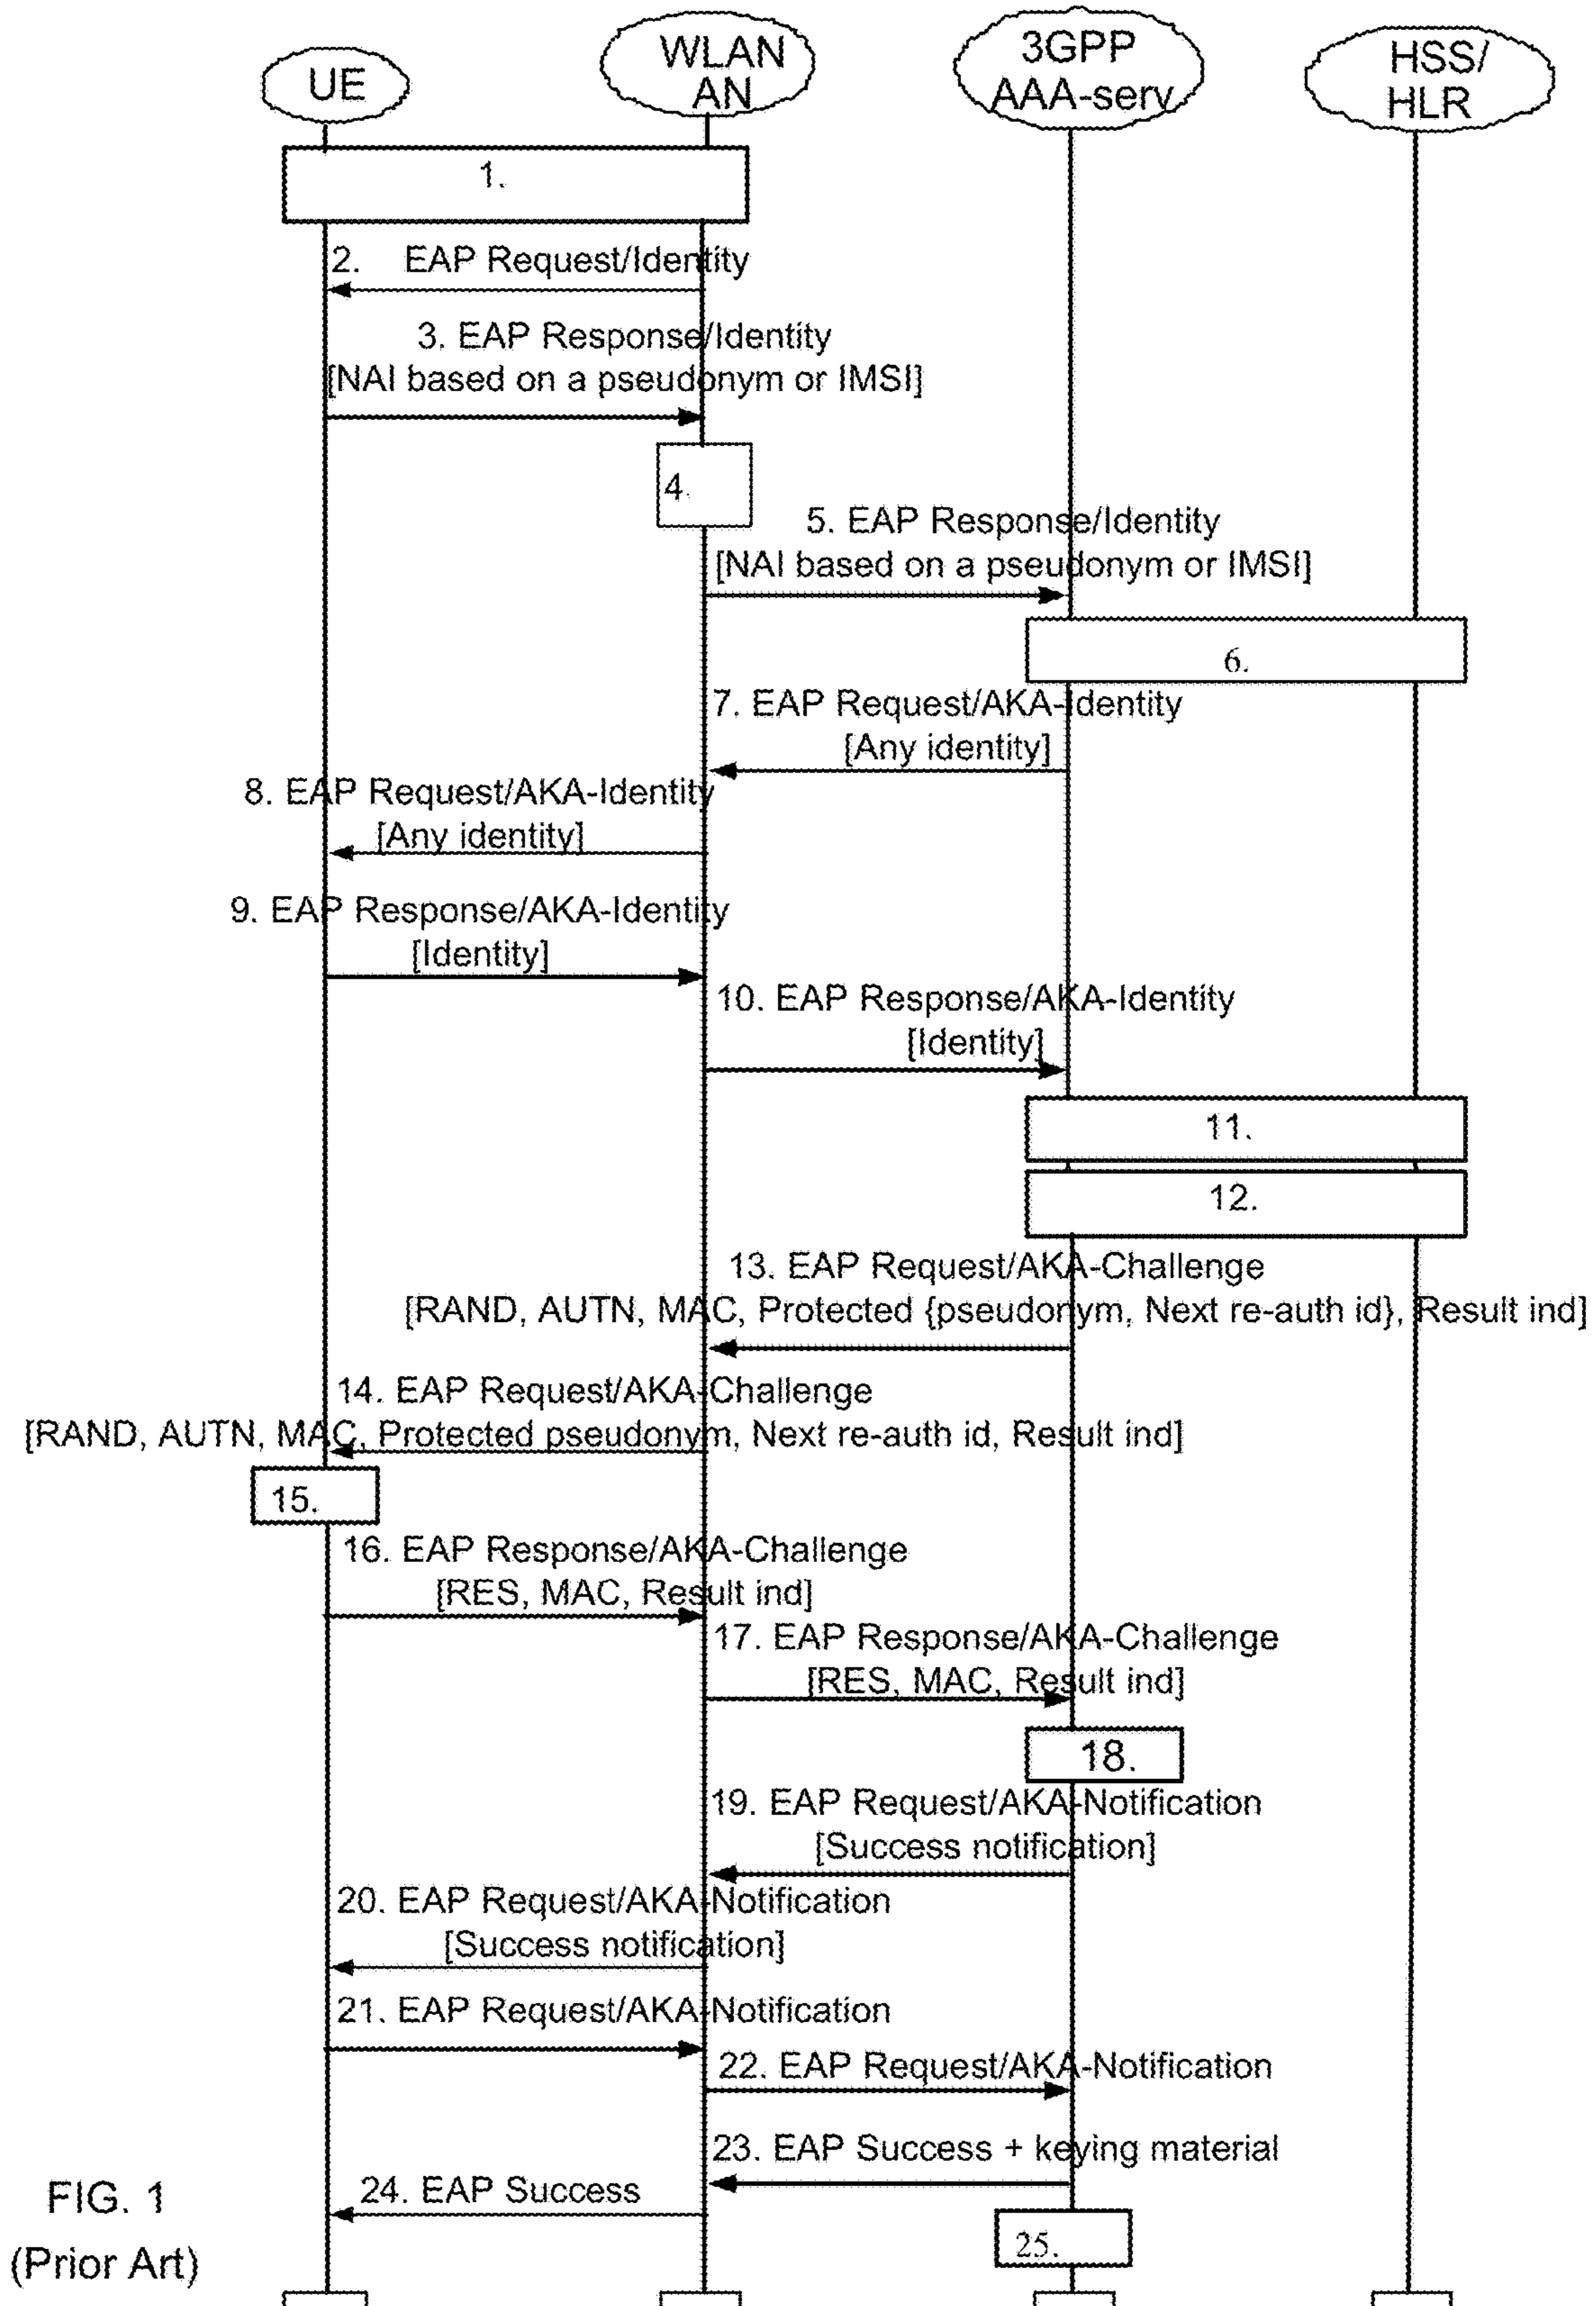 UE
WLAN
AN
3GPP
AAA-serv
HSS/
HLR
1.
2. EAP Request/Identity
3. EAP Response/Identity
[NAI based on a pseudonym or IMSI]
4.
5. EAP Response/Identity
[NAI based on a pseudonym or IMSI]
6.
7. EAP Request/AKA-Identity
[Any identity]
8. EAP Request/AKA-Identity
[Any identity]
9. EAP Response/AKA-Identity
[Identity]
10. EAP Response/AKA-Identity
[Identity]
11.
12.
13. EAP Request/AKA-Challenge
[RAND, AUTN, MAC, Protected {pseudonym, Next re-auth id}, Result ind]
14. EAP Request/AKA-Challenge
[RAND, AUTN, MAC, Protected pseudonym, Next re-auth id, Result ind]
15.
16. EAP Response/AKA-Challenge
[RES, MAC, Result ind]
17. EAP Response/AKA-Challenge
[RES, MAC, Result ind]
18.
19. EAP Request/AKA-Notification
[Success notification]
20. EAP Request/AKA-Notification
[Success notification]
21. EAP Request/AKA-Notification
22. EAP Request/AKA-Notification
23. EAP Success + keying material
24. EAP Success
25.
FIG. 1
(Prior Art)